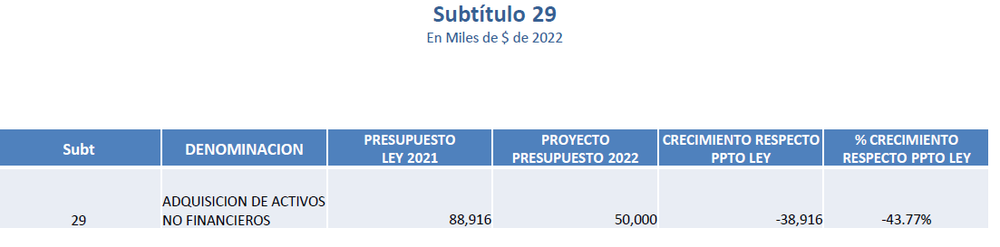 Subtítulo 29
En Miles de $ de 2022
Subt DENOMINACION PRESUPUESTO LEY 2021 PROYECTO PRESUPUESTO 2022 CRECIMIENTO RESPECTO PPTO LEY % CRECIMIENTO RESPECTO PPTO LEY
29 ADQUISICION DE ACTIVOS NO FINANCIEROS 88,916 50,000 -38,916 -43.77%